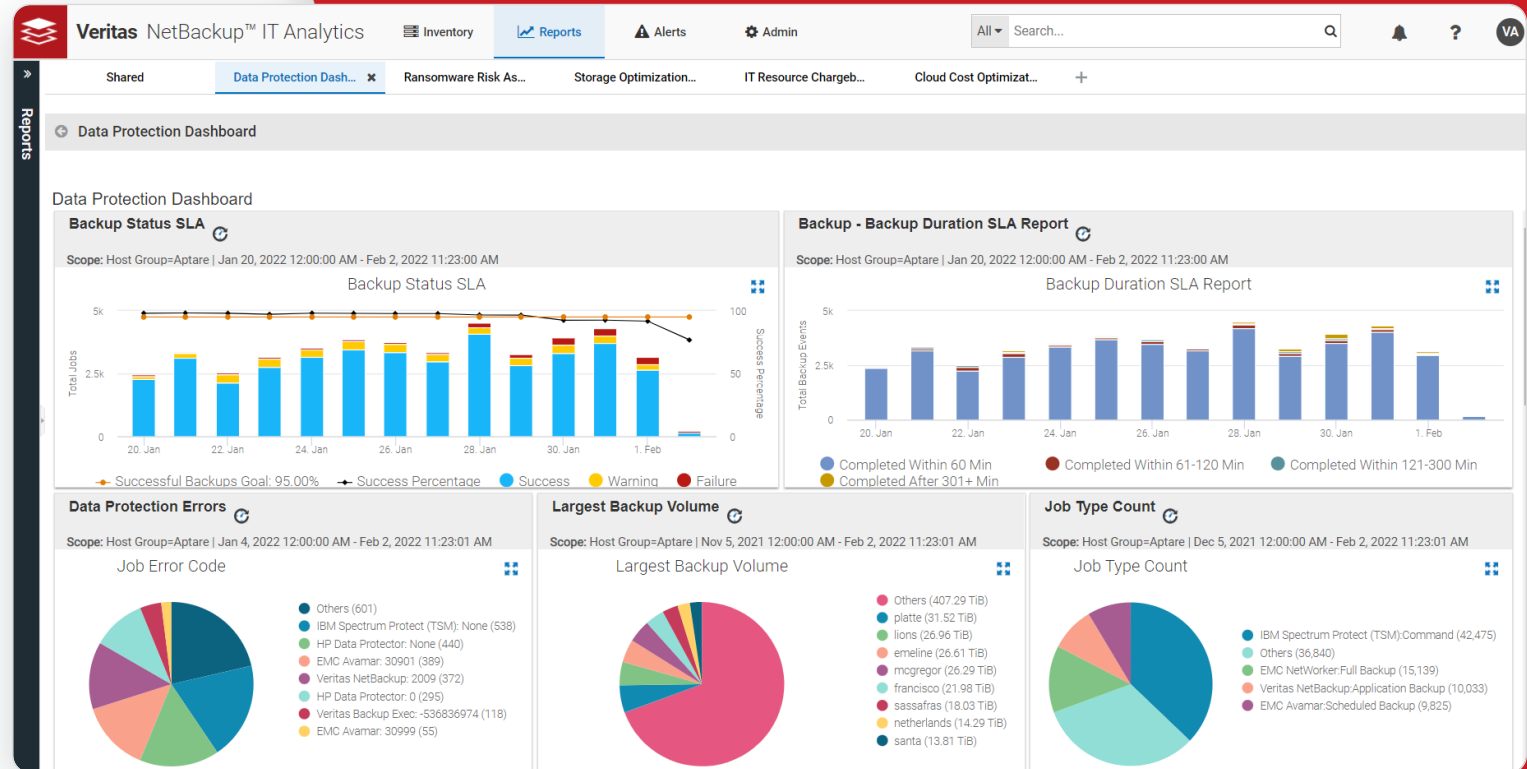 Veritas NetBackup™ IT Analytics
Inventory
Reports
Alerts
Admin
All
Search...
?
VA
»
Reports
Shared
Data Protection Dash... ×
Ransomware Risk As...
Storage Optimization...
IT Resource Chargeb...
Cloud Cost Optimizat...
+
Data Protection Dashboard
Data Protection Dashboard
Backup Status SLA
Scope: Host Group=Aptare | Jan 20, 2022 12:00:00 AM - Feb 2, 2022 11:23:00 AM
Backup Status SLA
Total Jobs
5k
2.5k
0
100
50
0
Success Percentage
20. Jan
22. Jan
24. Jan
26. Jan
28. Jan
30. Jan
1. Feb
Successful Backups Goal: 95.00%
Success Percentage
Success
Warning
Failure
Backup - Backup Duration SLA Report
Scope: Host Group=Aptare | Jan 20, 2022 12:00:00 AM - Feb 2, 2022 11:23:00 AM
Backup Duration SLA Report
Total Backup Events
5k
2.5k
0
20. Jan
22. Jan
24. Jan
26. Jan
28. Jan
30. Jan
1. Feb
Completed Within 60 Min
Completed Within 61-120 Min
Completed Within 121-300 Min
Completed After 301+ Min
Data Protection Errors
Scope: Host Group=Aptare | Jan 4, 2022 12:00:00 AM - Feb 2, 2022 11:23:01 AM
Job Error Code
Others (601)
IBM Spectrum Protect (TSM): None (538)
HP Data Protector: None (440)
EMC Avamar: 30901 (389)
Veritas NetBackup: 2009 (372)
HP Data Protector: 0 (295)
Veritas Backup Exec: -536836974 (118)
EMC Avamar: 30999 (55)
Largest Backup Volume
Scope: Host Group=Aptare | Nov 5, 2021 12:00:00 AM - Feb 2, 2022 11:23:01 AM
Largest Backup Volume
Others (407.29 TiB)
platte (31.52 TiB)
lions (26.96 TiB)
emeline (26.61 TiB)
mcgregor (26.29 TiB)
francisco (21.98 TiB)
sassafras (18.03 TiB)
netherlands (14.29 TiB)
santa (13.81 TiB)
Job Type Count
Scope: Host Group=Aptare | Dec 5, 2021 12:00:00 AM - Feb 2, 2022 11:23:01 AM
Job Type Count
IBM Spectrum Protect (TSM):Command (42,475)
Others (36,840)
EMC NetWorker:Full Backup (15,139)
Veritas NetBackup:Application Backup (10,033)
EMC Avamar:Scheduled Backup (9,825)